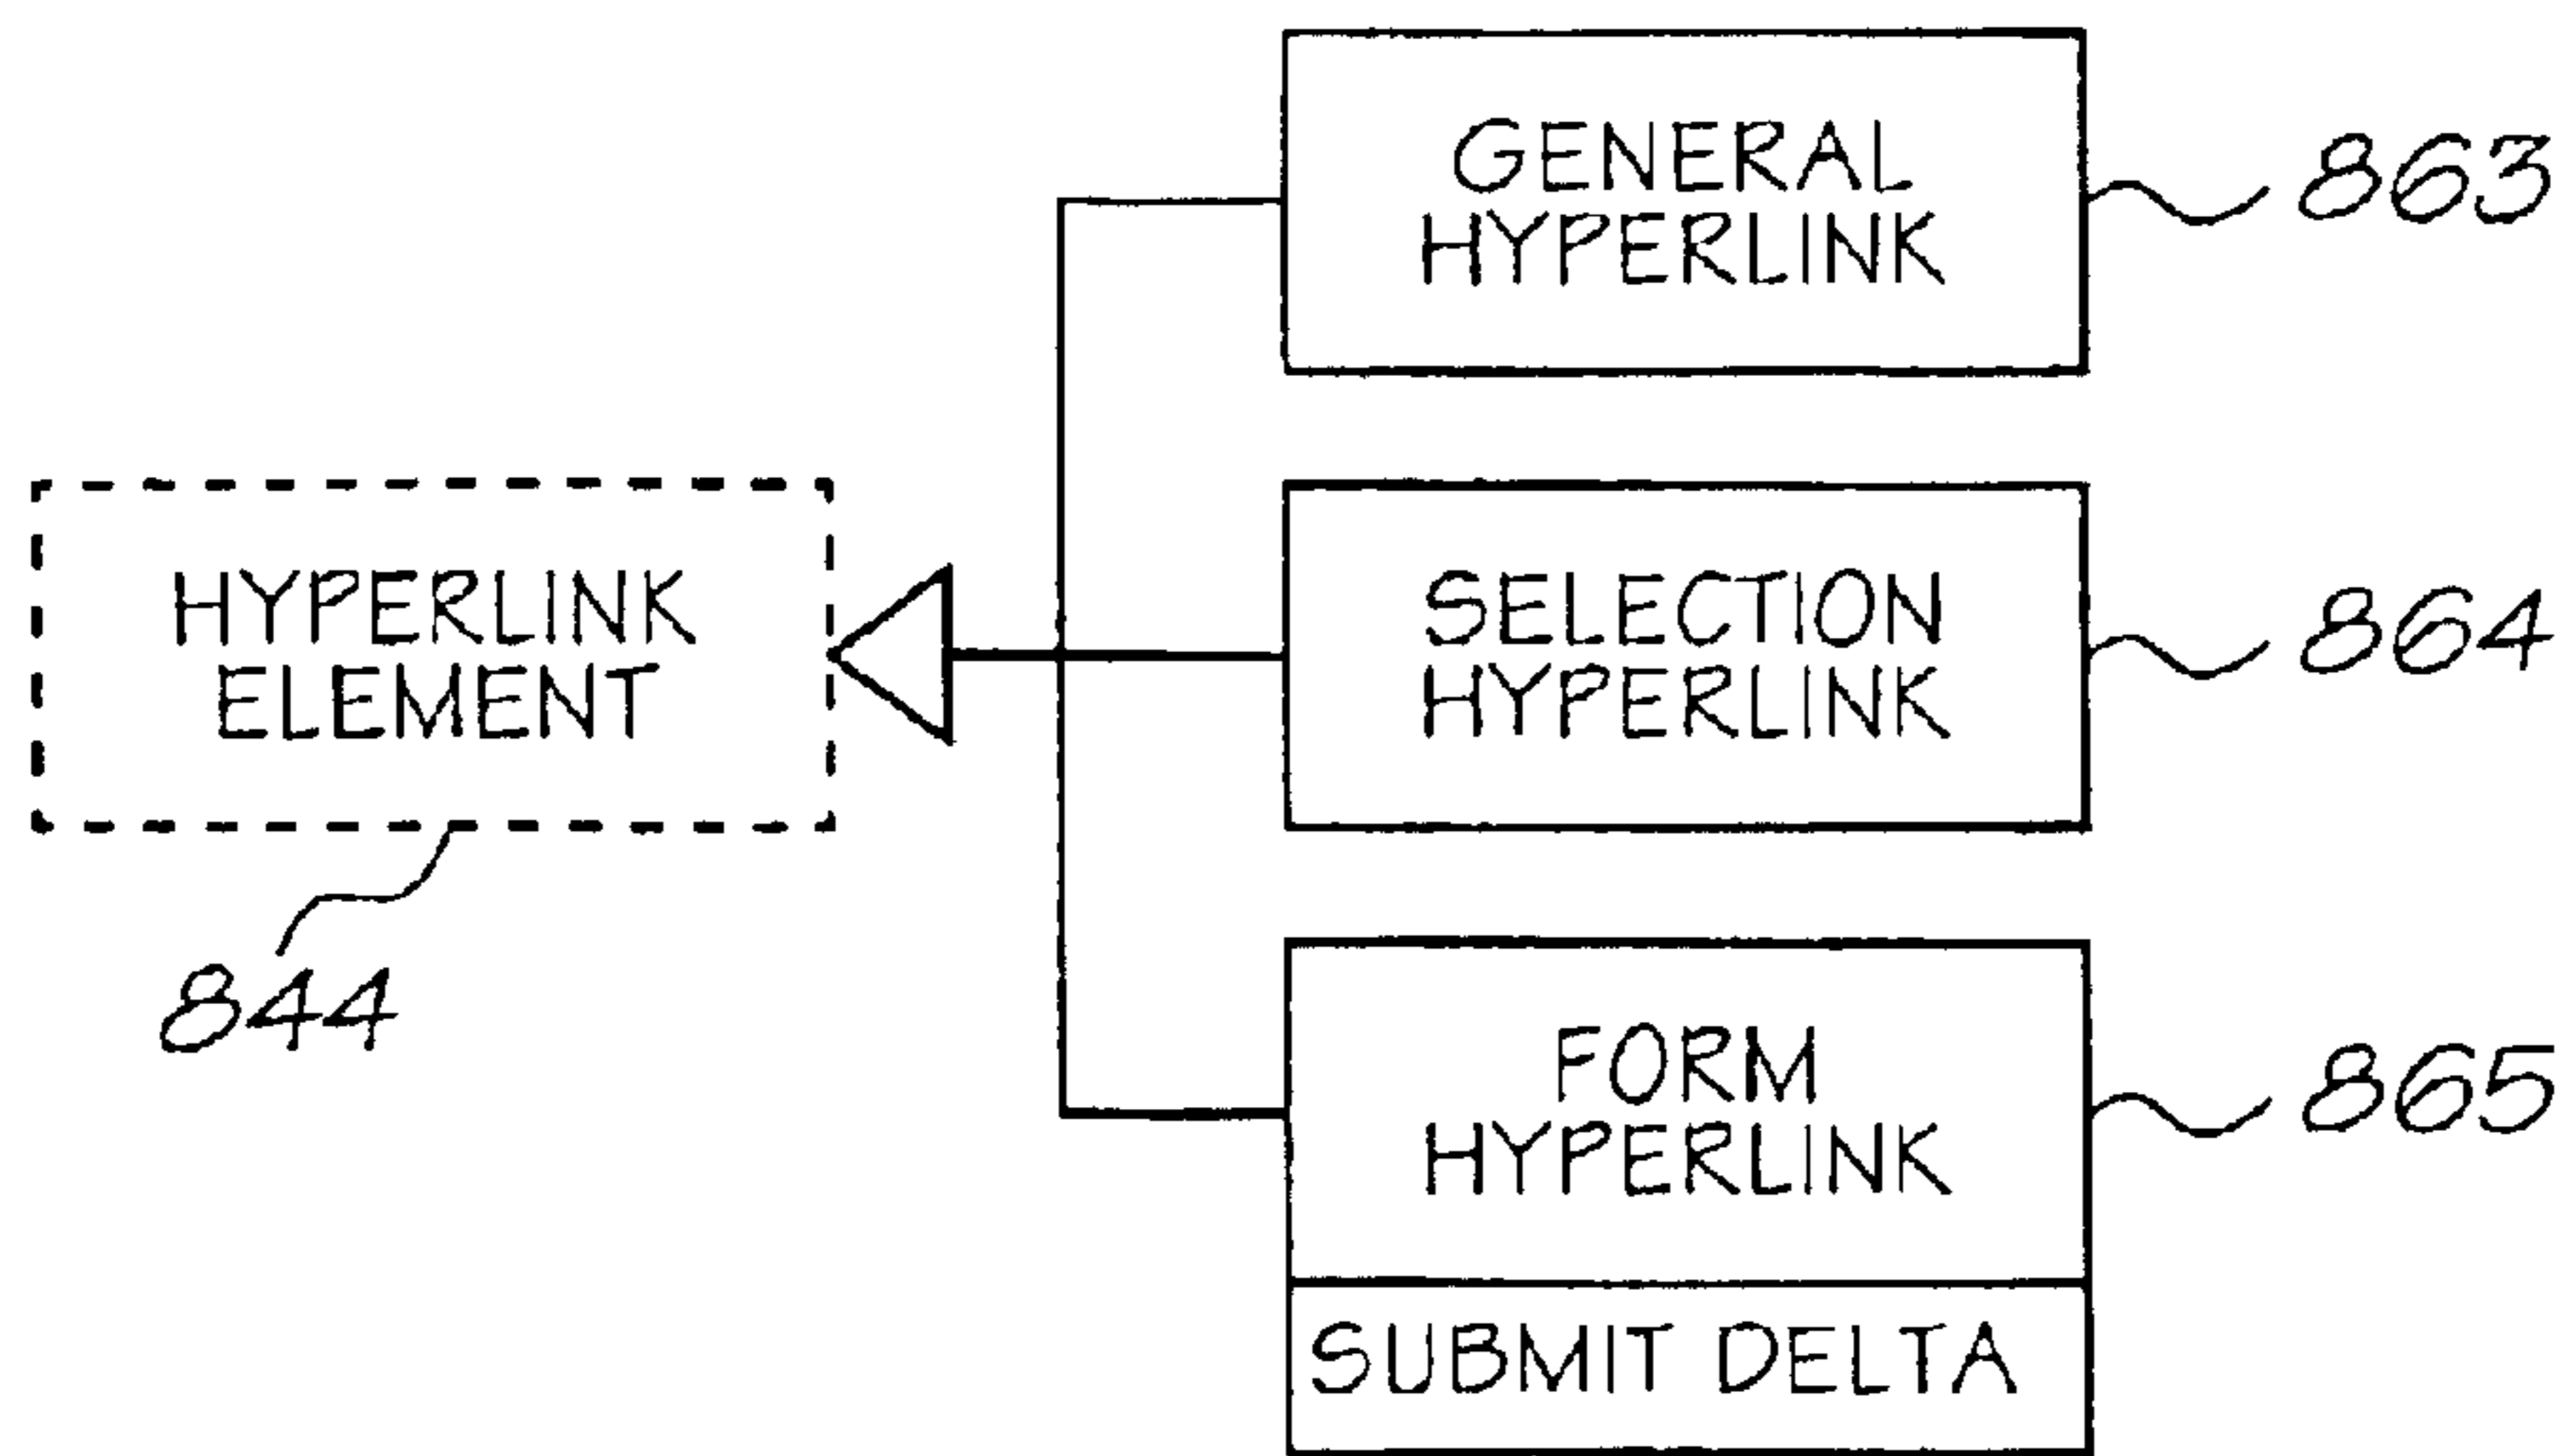 GENERAL
HYPERLINK
863
HYPERLINK
ELEMENT
844
SELECTION
HYPERLINK
864
FORM
HYPERLINK
865
SUBMIT DELTA